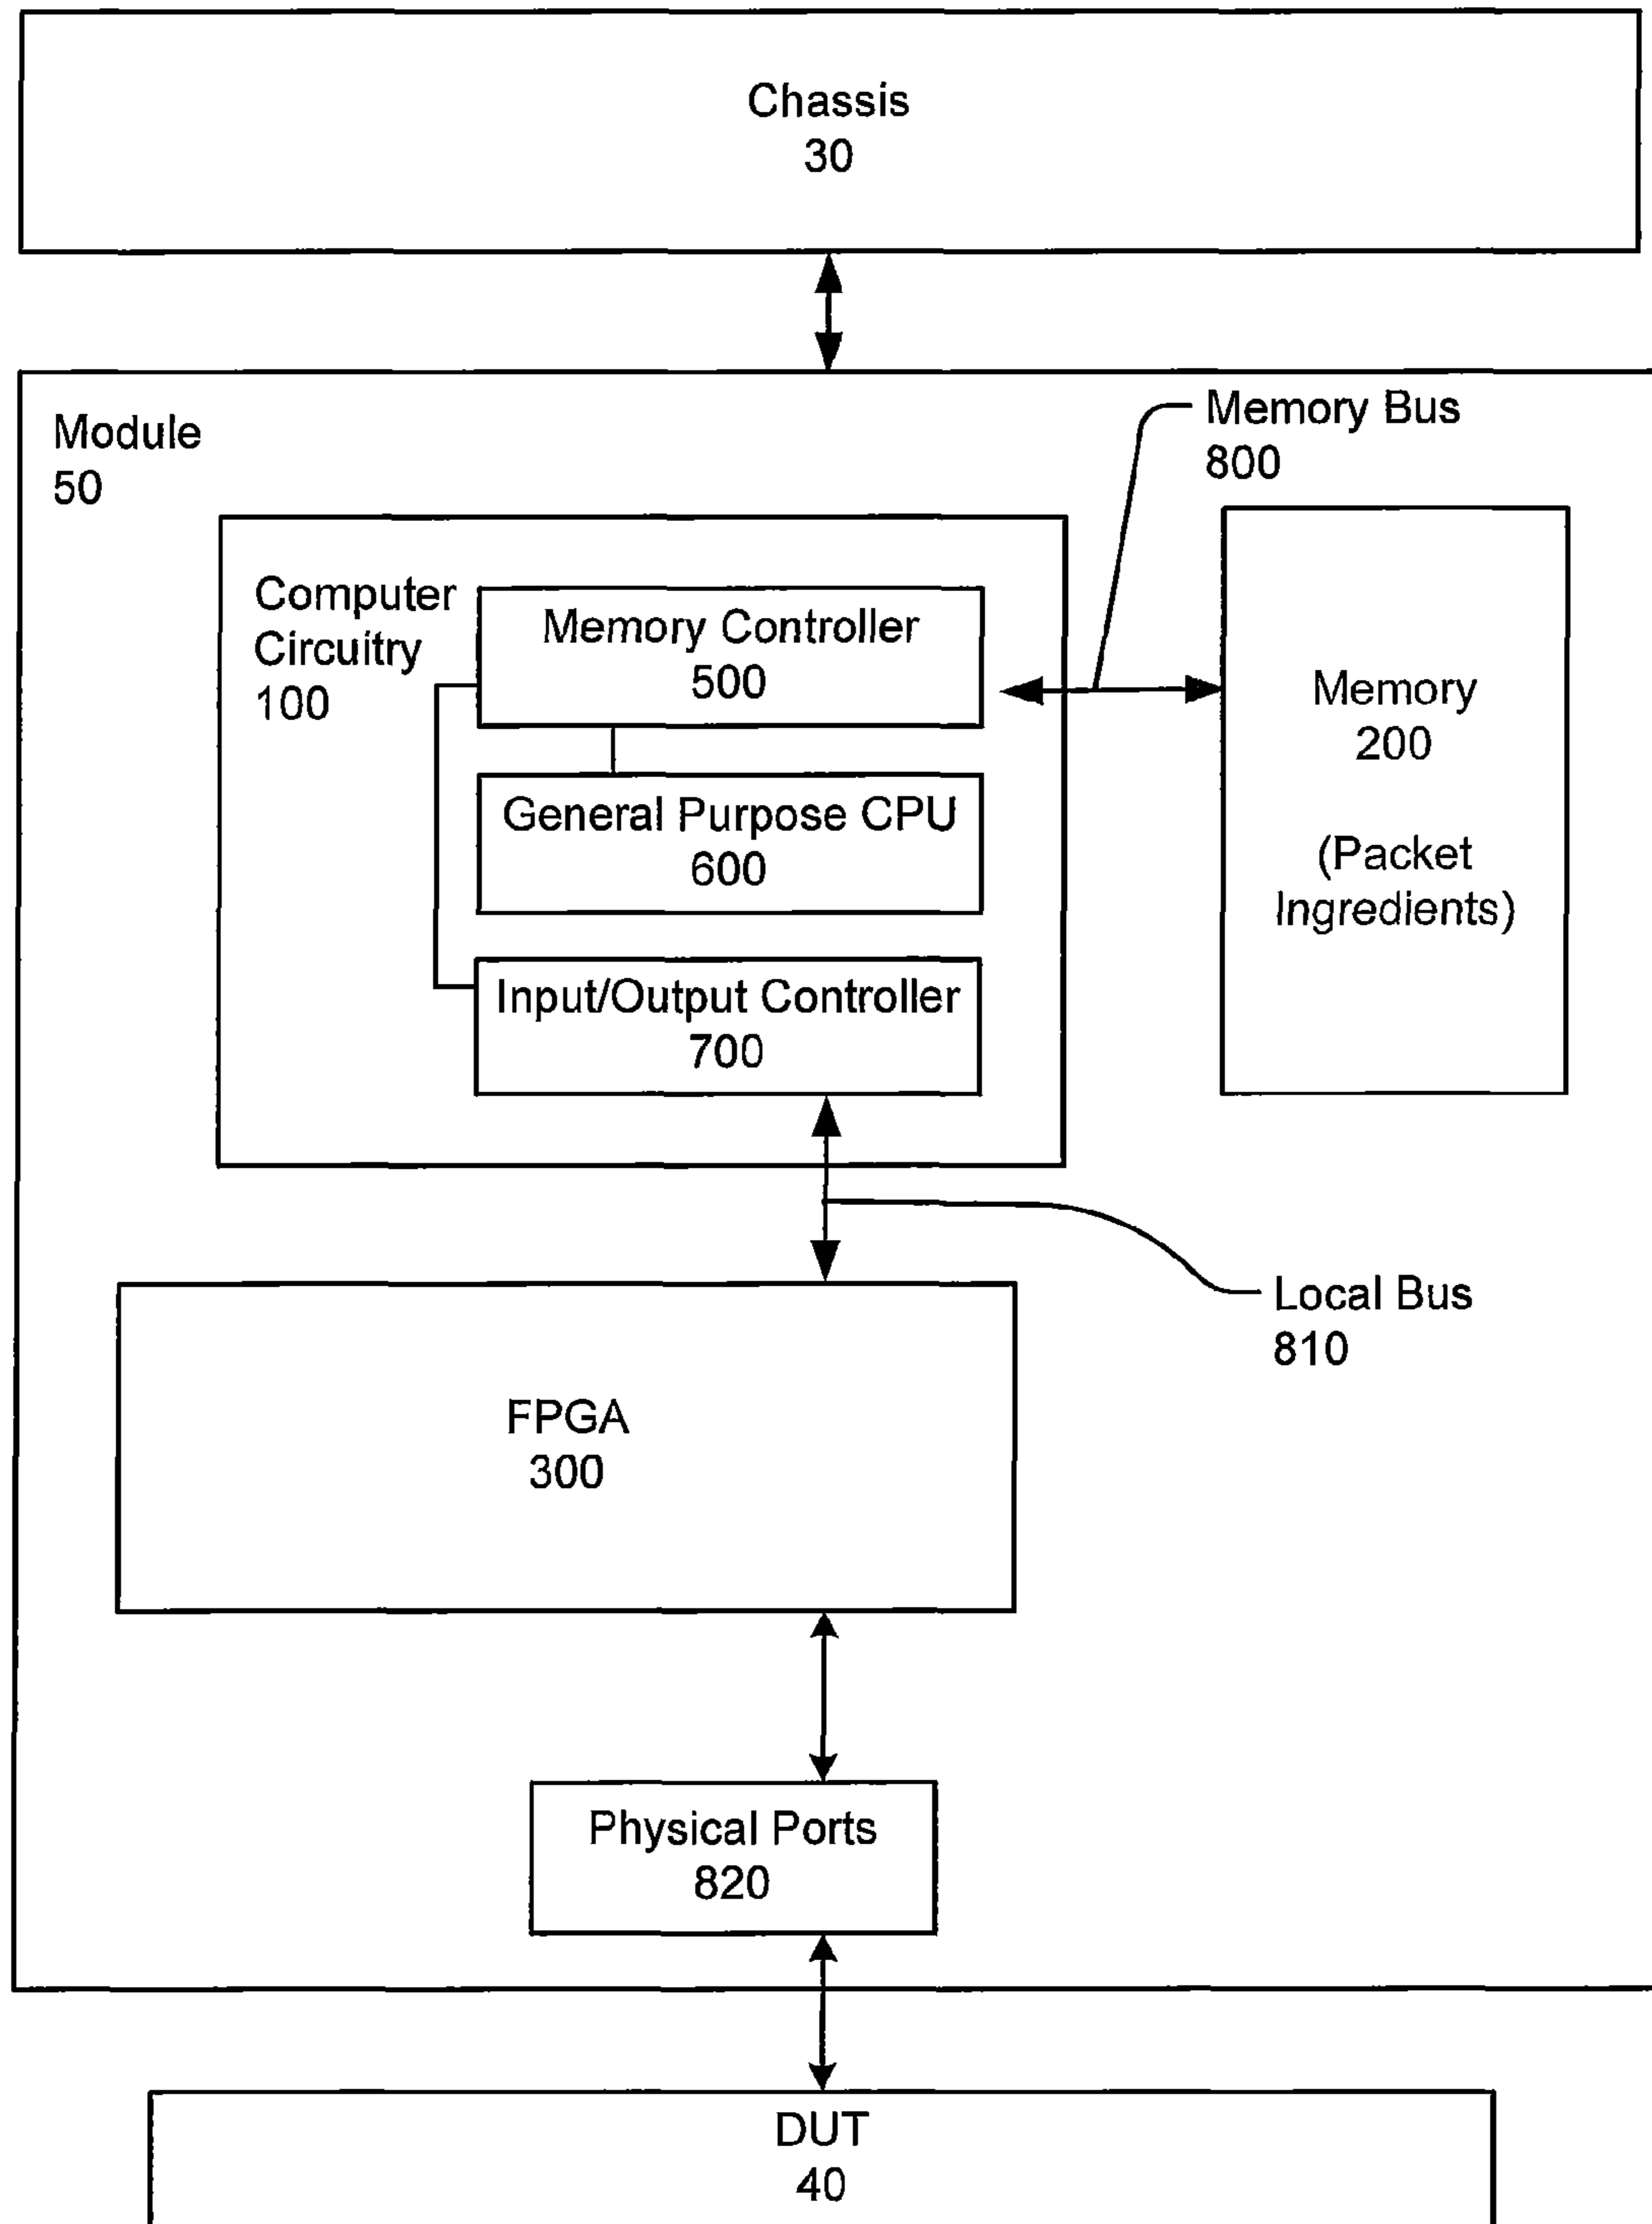 Chassis
30
Module
50
Memory Bus
800
Computer
Circuitry
100
Memory Controller
500
Memory
200
(Packet
Ingredients)
General Purpose CPU
600
Input/Output Controller
700
Local Bus
810
FPGA
300
Physical Ports
820
DUT
40